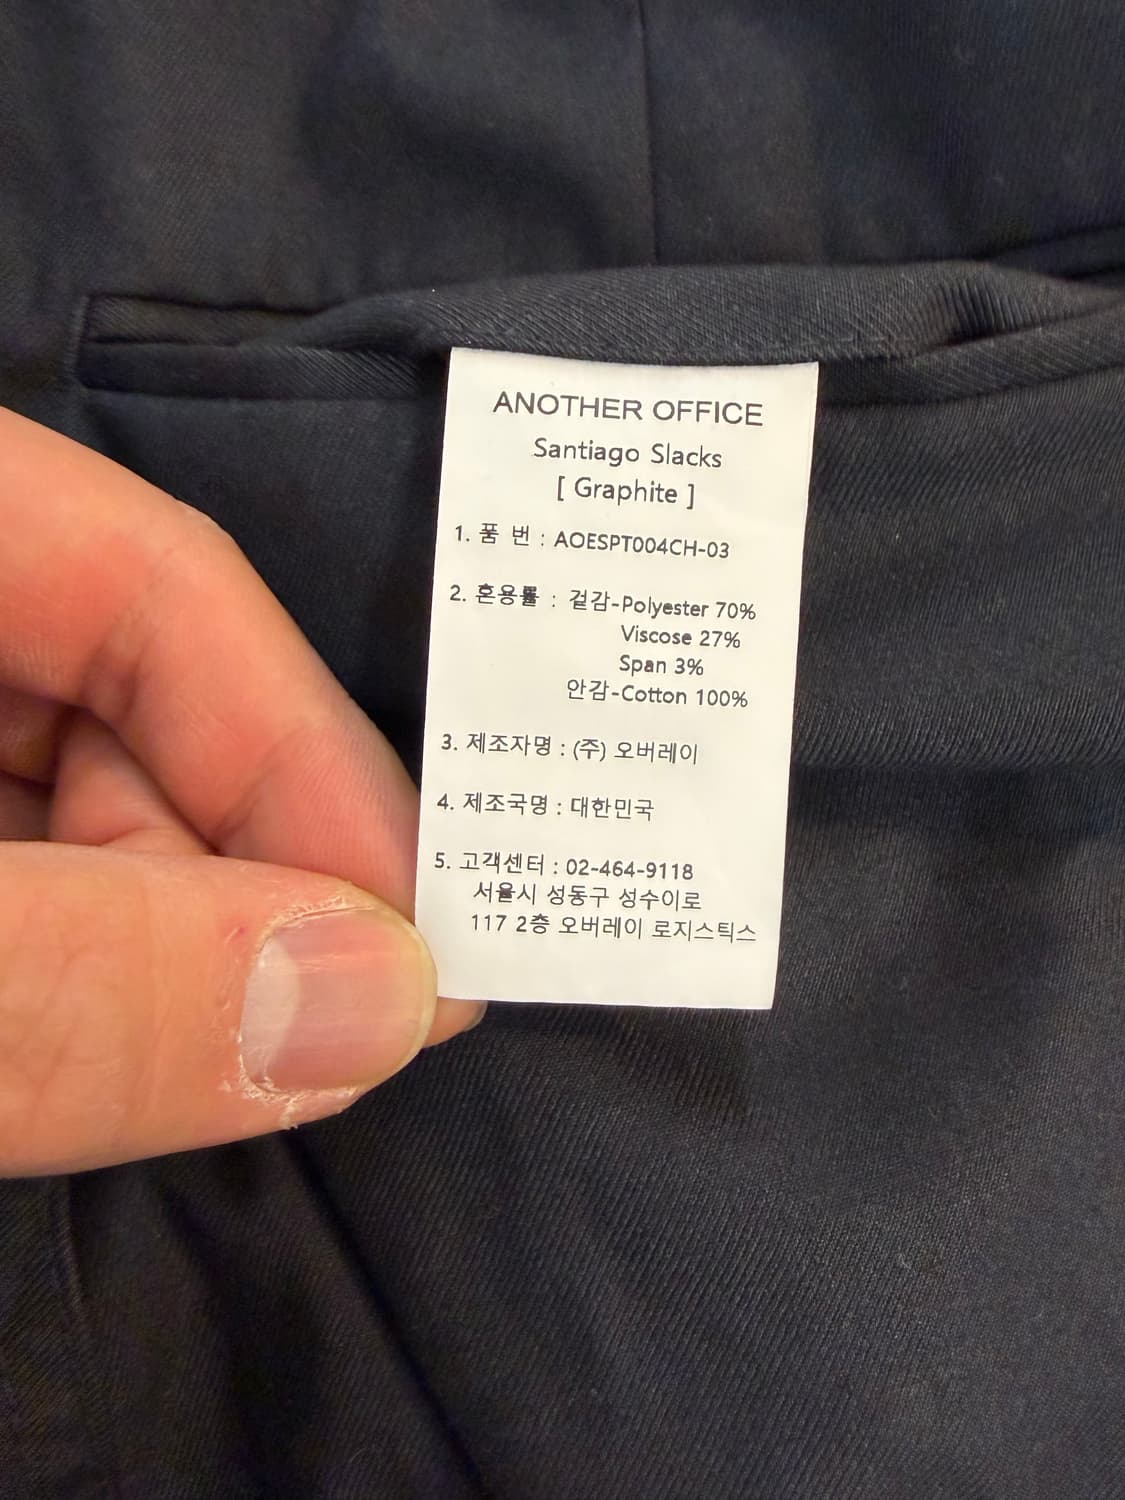 ANOTHER OFFICE
Santiago Slacks
[ Graphite ]
1. 품 번 : AOESPT004CH-03
2. 혼용률 : 겉감-Polyester 70%
Viscose 27%
Span 3%
안감-Cotton 100%
3. 제조자명 : (주) 오버레이
4. 제조국명 : 대한민국
5. 고객센터 : 02-464-9118
서울시 성동구 성수이로
117 2층 오버레이 로지스틱스